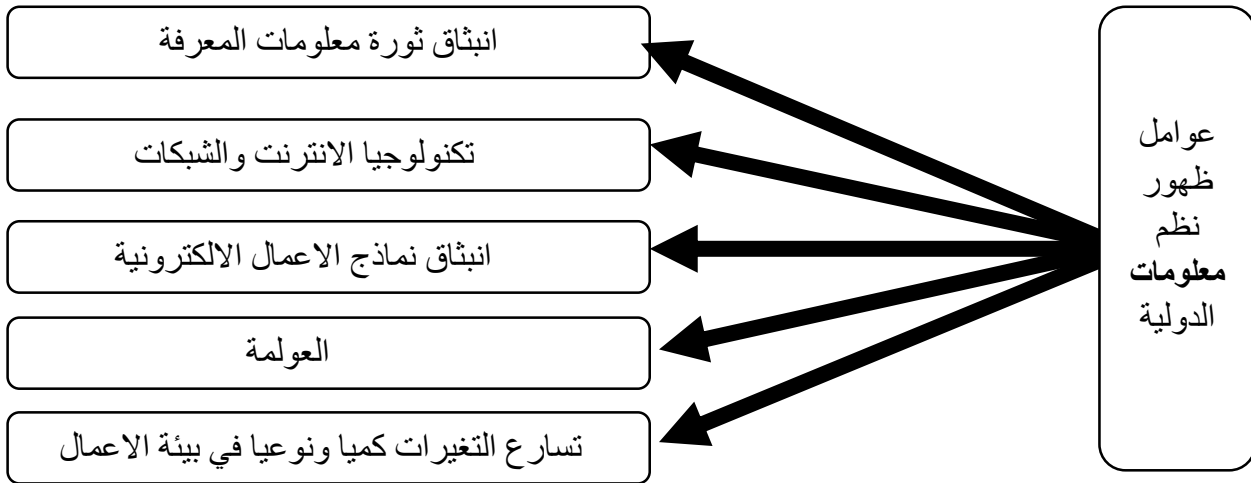 عوامل
ظهور
نظم
معلومات
الدولية
انبثاق ثورة معلومات المعرفة
تكنولوجيا الانترنت والشبكات
انبثاق نماذج الاعمال الالكترونية
العولمة
تسارع التغيرات كميا ونوعيا في بيئة الاعمال